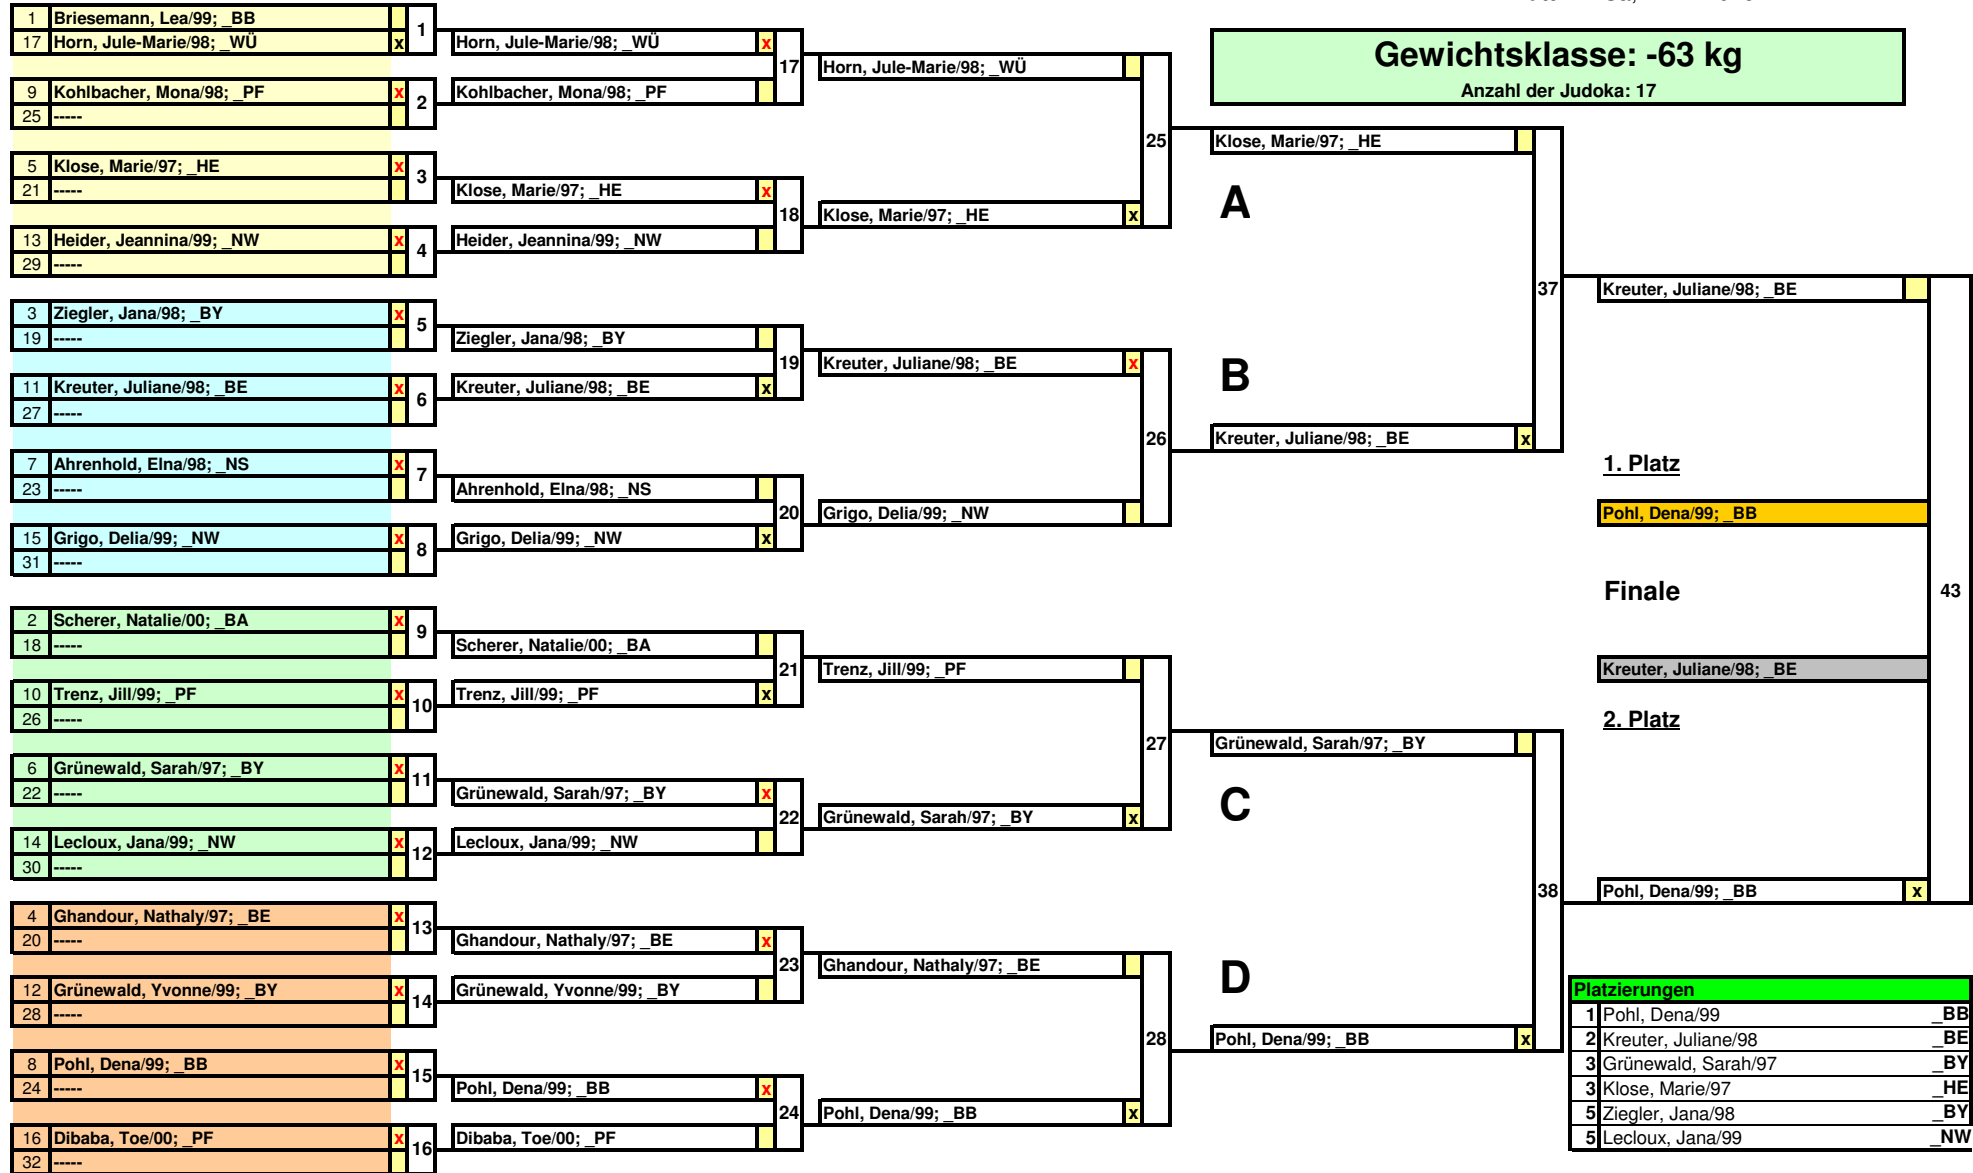 Gewichtsklasse: -63 kg
Anzahl der Judoka: 17
1 Briesemann, Lea/99; _BB
17 Horn, Jule-Marie/98; _WÜ x
1
9 Kohlbacher, Mona/98; _PF x
25 -----
2
5 Klose, Marie/97; _HE x
21 -----
3
13 Heider, Jeannina/99; _NW x
29 -----
4
3 Ziegler, Jana/98; _BY x
19 -----
5
11 Kreuter, Juliane/98; _BE x
27 -----
6
7 Ahrenhold, Elna/98; _NS x
23 -----
7
15 Grigo, Delia/99; _NW x
31 -----
8
2 Scherer, Natalie/00; _BA x
18 -----
9
10 Trenz, Jill/99; _PF x
26 -----
10
6 Grünewald, Sarah/97; _BY x
22 -----
11
14 Lecloux, Jana/99; _NW x
30 -----
12
4 Ghandour, Nathaly/97; _BE x
20 -----
13
12 Grünewald, Yvonne/99; _BY x
28 -----
14
8 Pohl, Dena/99; _BB x
24 -----
15
16 Dibaba, Toe/00; _PF x
32 -----
16
Horn, Jule-Marie/98; _WÜ x
17
Kohlbacher, Mona/98; _PF
Klose, Marie/97; _HE x
18
Heider, Jeannina/99; _NW
Ziegler, Jana/98; _BY
19
Kreuter, Juliane/98; _BE x
Ahrenhold, Elna/98; _NS
20
Grigo, Delia/99; _NW x
Scherer, Natalie/00; _BA
21
Trenz, Jill/99; _PF x
Grünewald, Sarah/97; _BY x
22
Lecloux, Jana/99; _NW
Ghandour, Nathaly/97; _BE x
23
Grünewald, Yvonne/99; _BY
Pohl, Dena/99; _BB x
24
Dibaba, Toe/00; _PF
Horn, Jule-Marie/98; _WÜ
25
Klose, Marie/97; _HE x
Kreuter, Juliane/98; _BE x
26
Grigo, Delia/99; _NW
Trenz, Jill/99; _PF
27
Grünewald, Sarah/97; _BY x
Ghandour, Nathaly/97; _BE
28
Pohl, Dena/99; _BB x
Klose, Marie/97; _HE
A
37
B
Kreuter, Juliane/98; _BE x
Grünewald, Sarah/97; _BY
C
38
D
Pohl, Dena/99; _BB x
Kreuter, Juliane/98; _BE
1. Platz
Pohl, Dena/99; _BB
Finale
43
Kreuter, Juliane/98; _BE
2. Platz
Pohl, Dena/99; _BB x
Platzierungen
1 Pohl, Dena/99 _BB
2 Kreuter, Juliane/98 _BE
3 Grünewald, Sarah/97 _BY
3 Klose, Marie/97 _HE
5 Ziegler, Jana/98 _BY
5 Lecloux, Jana/99 _NW